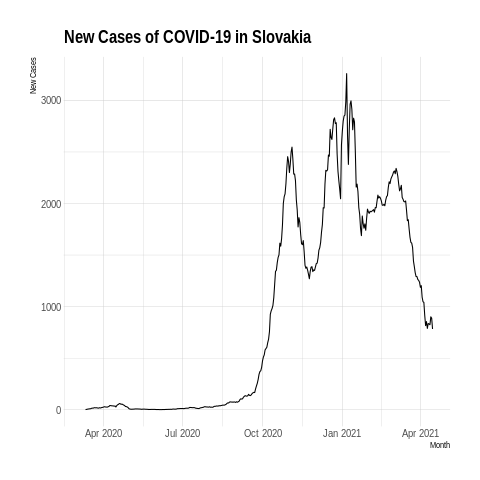 New Cases of COVID-19 in Slovakia
New Cases
3000
2000
1000
0
Apr 2020 Jul 2020 Oct 2020 Jan 2021 Apr 2021
Month